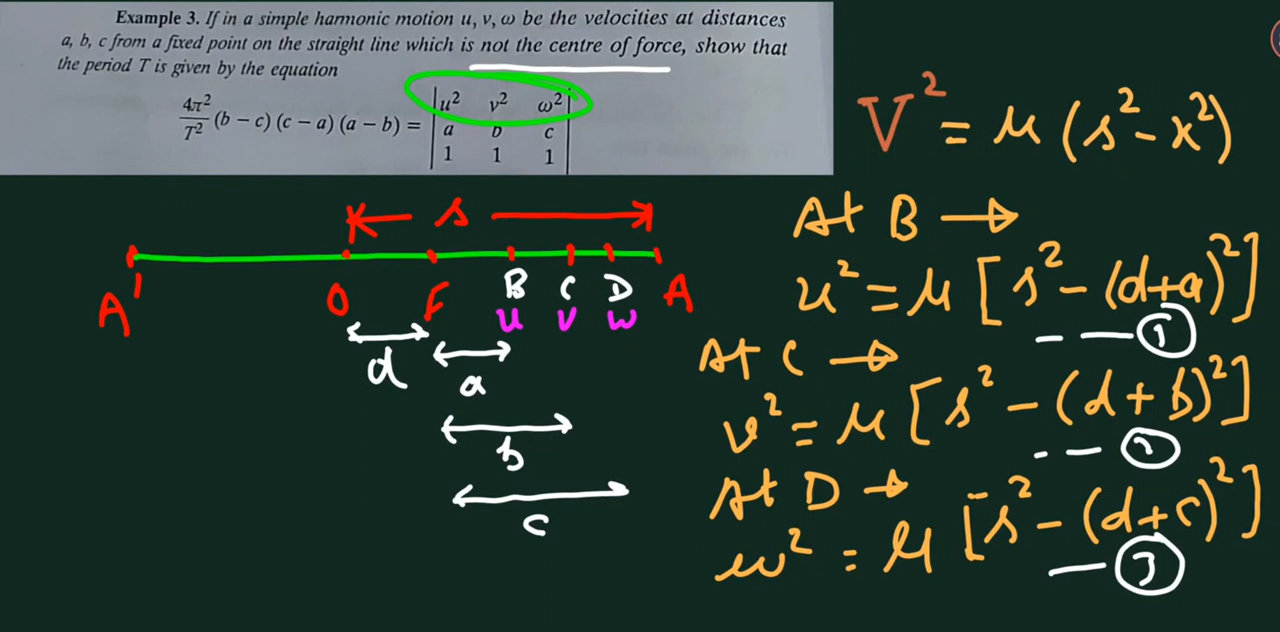 Example 3. If in a simple harmonic motion u, v, ω be the velocities at distances
a, b, c from a fixed point on the straight line which is not the centre of force, show that
the period T is given by the equation
4π²/T² (b − c) (c − a) (a − b) = | u² v² ω² |
| a b c |
| 1 1 1 |
V² = μ (s² − x²)
s
A' O F B C D A
u v w
d
a
b
c
At B →
u² = μ [s² − (d+a)²]
-- ①
At C →
v² = μ [s² − (d+b)²]
-- ②
At D →
w² = μ [s² − (d+c)²]
— ③